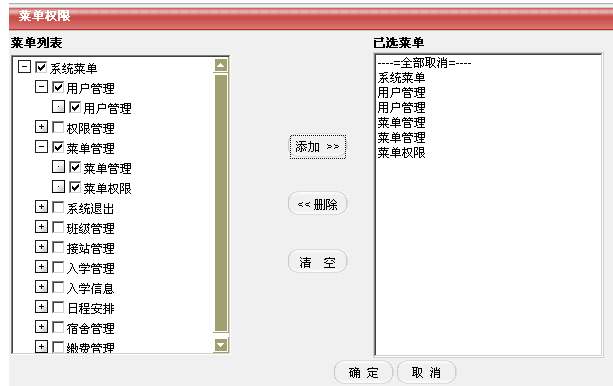 菜单权限
菜单列表
已选菜单
系统菜单
用户管理
用户管理
权限管理
菜单管理
菜单管理
菜单权限
系统退出
班级管理
接站管理
入学管理
入学信息
日程安排
宿舍管理
缴费管理
添加 >>
<< 删除
清 空
----=全部取消=----
系统菜单
用户管理
用户管理
菜单管理
菜单管理
菜单权限
确 定
取 消